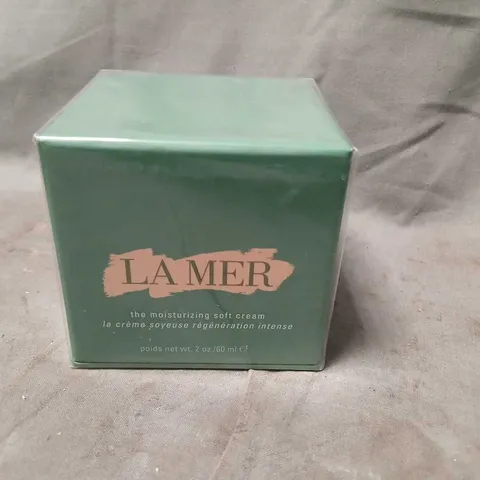 LA MER
the moisturizing soft cream
la crème soyeuse régénération intense
poids net wt. 2 oz/60 ml ℮